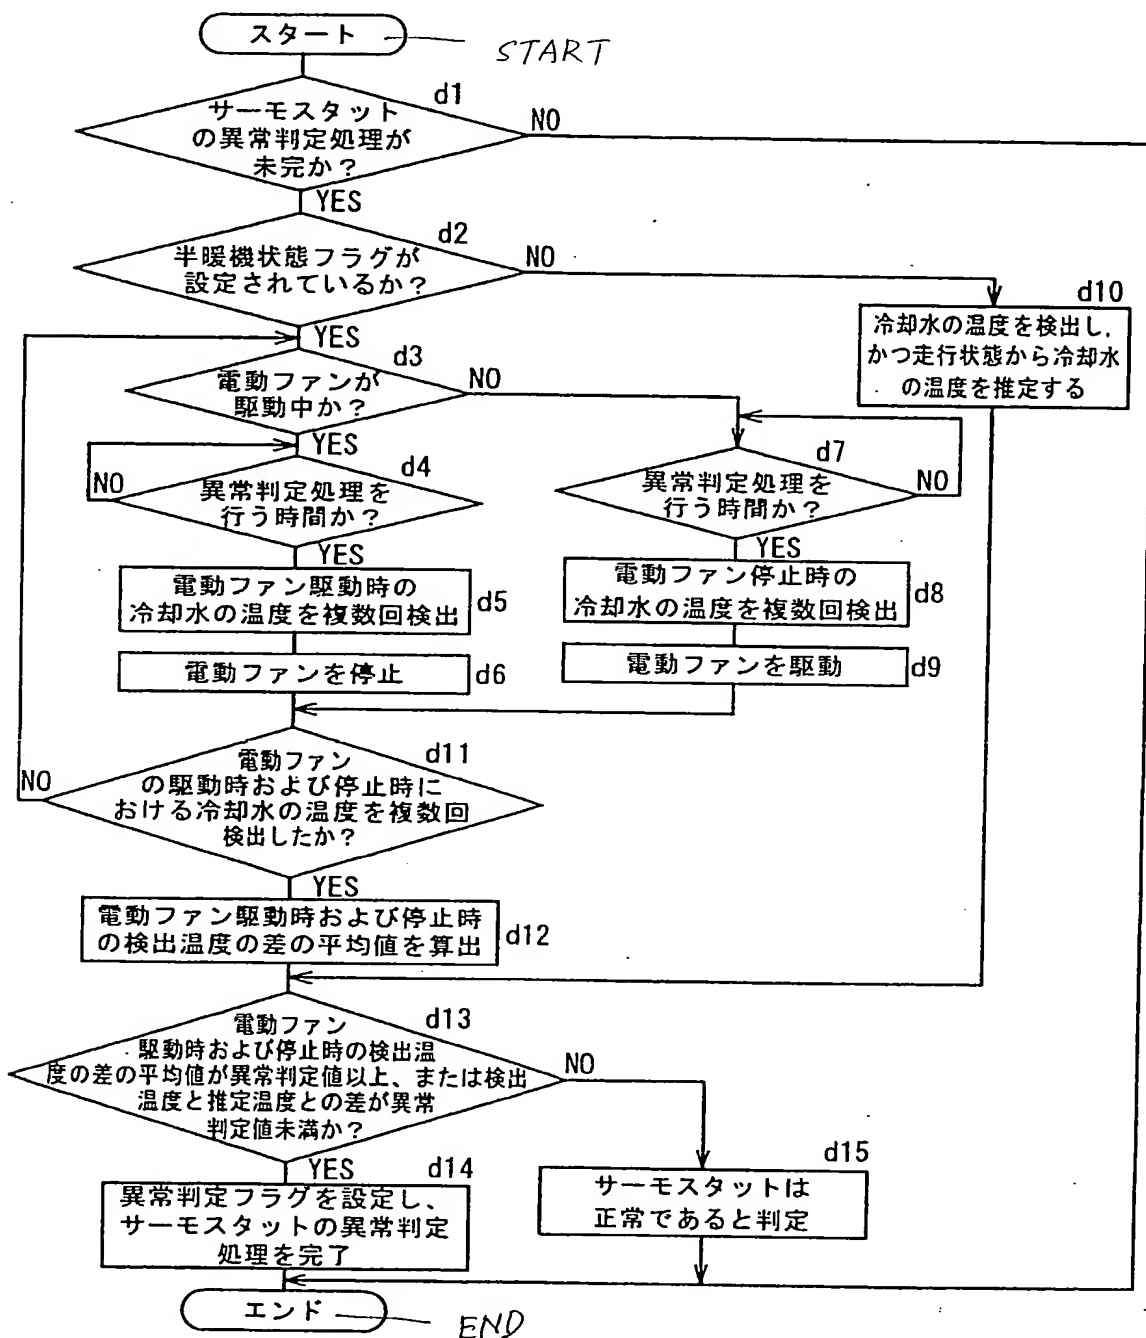 スタート
START
d1
サーモスタット
の異常判定処理が
未完か？
NO
YES
d2
半暖機状態フラグが
設定されているか？
NO
YES
d10
冷却水の温度を検出し、
かつ走行状態から冷却水
の温度を推定する
d3
電動ファンが
駆動中か？
NO
YES
d4
異常判定処理を
行う時間か？
NO
YES
d7
異常判定処理を
行う時間か？
NO
YES
電動ファン駆動時の
冷却水の温度を複数回検出
d5
電動ファン停止時の
冷却水の温度を複数回検出
d8
電動ファンを停止
d6
電動ファンを駆動
d9
d11
電動ファン
の駆動時および停止時に
おける冷却水の温度を複数回
検出したか？
NO
YES
電動ファン駆動時および停止時
の検出温度の差の平均値を算出
d12
d13
電動ファン
駆動時および停止時の検出温
度の差の平均値が異常判定値以上、または検出
温度と推定温度との差が異常
判定値未満か？
NO
YES
d14
異常判定フラグを設定し、
サーモスタットの異常判定
処理を完了
d15
サーモスタットは
正常であると判定
エンド
END